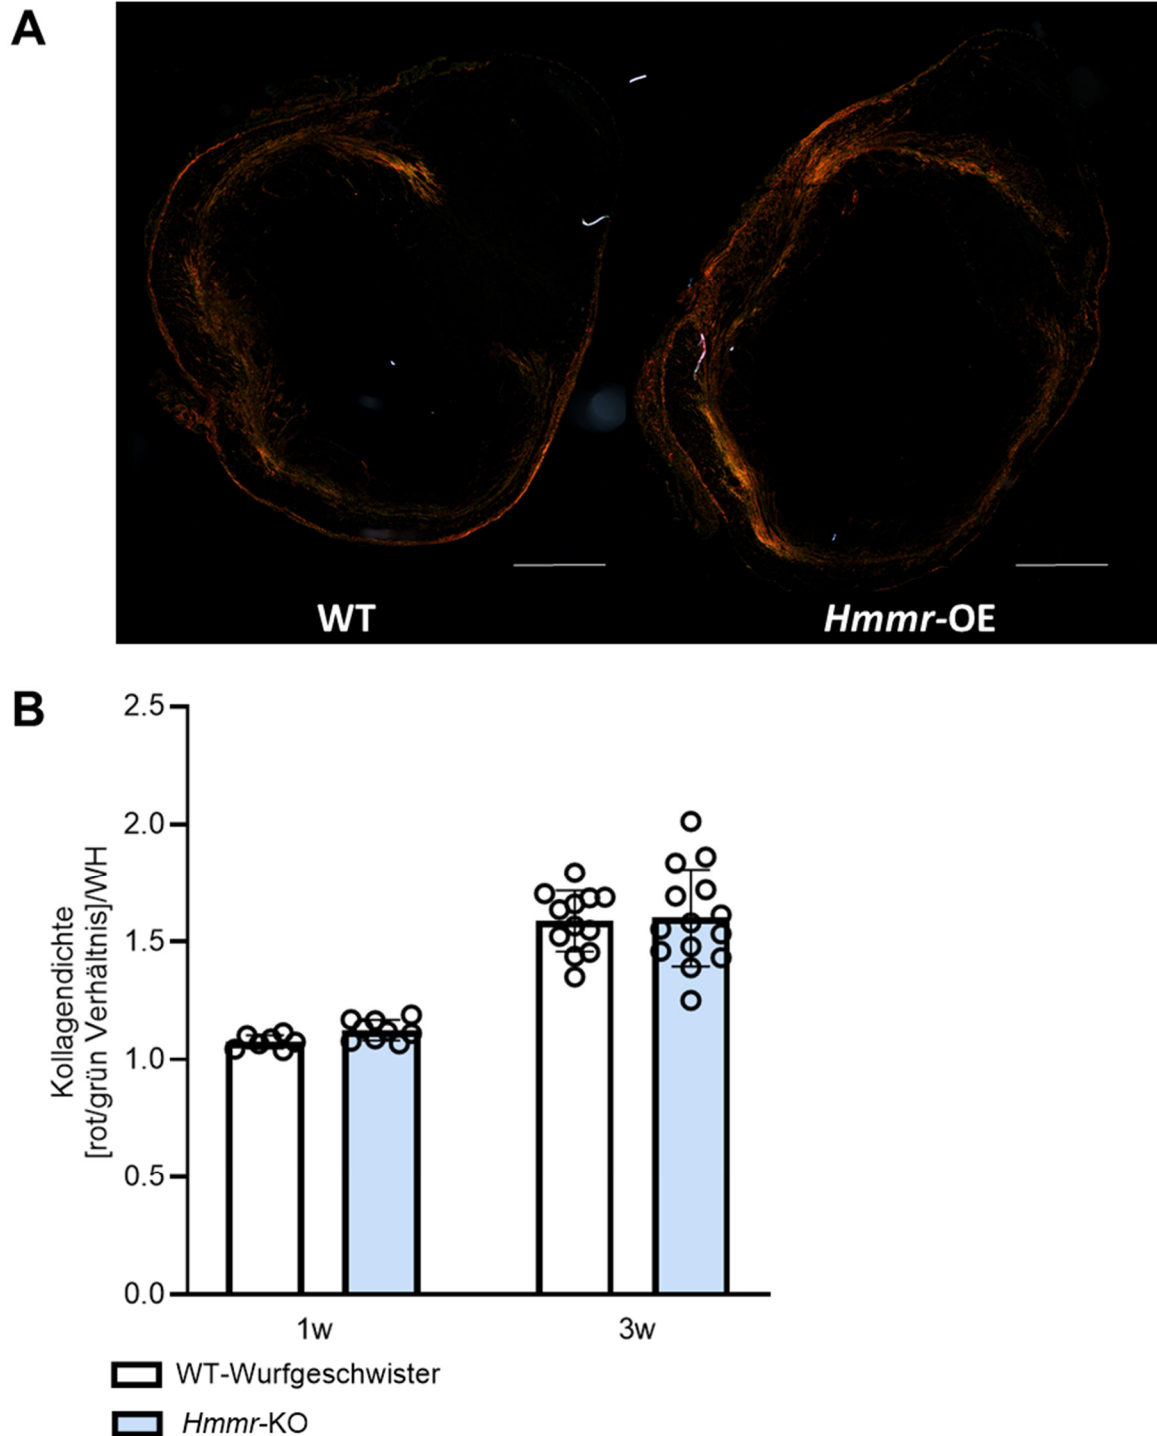 A
WT
Hmmr-OE
B
Kollagendichte
[rot/grün Verhältnis]/WH
2.5
2.0
1.5
1.0
0.5
0.0
1w
3w
WT-Wurfgeschwister
Hmmr-KO